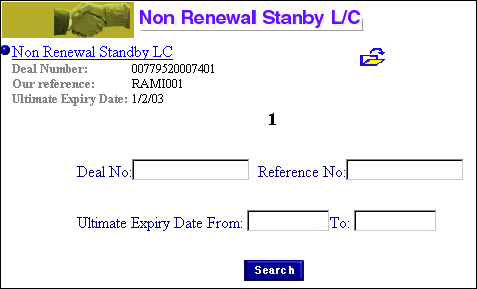 Non Renewal Stanby L/C
Non Renewal Standby LC
Deal Number: 00779520007401
Our reference: RAMI001
Ultimate Expiry Date: 1/2/03
1
Deal No: Reference No:
Ultimate Expiry Date From: To:
Search